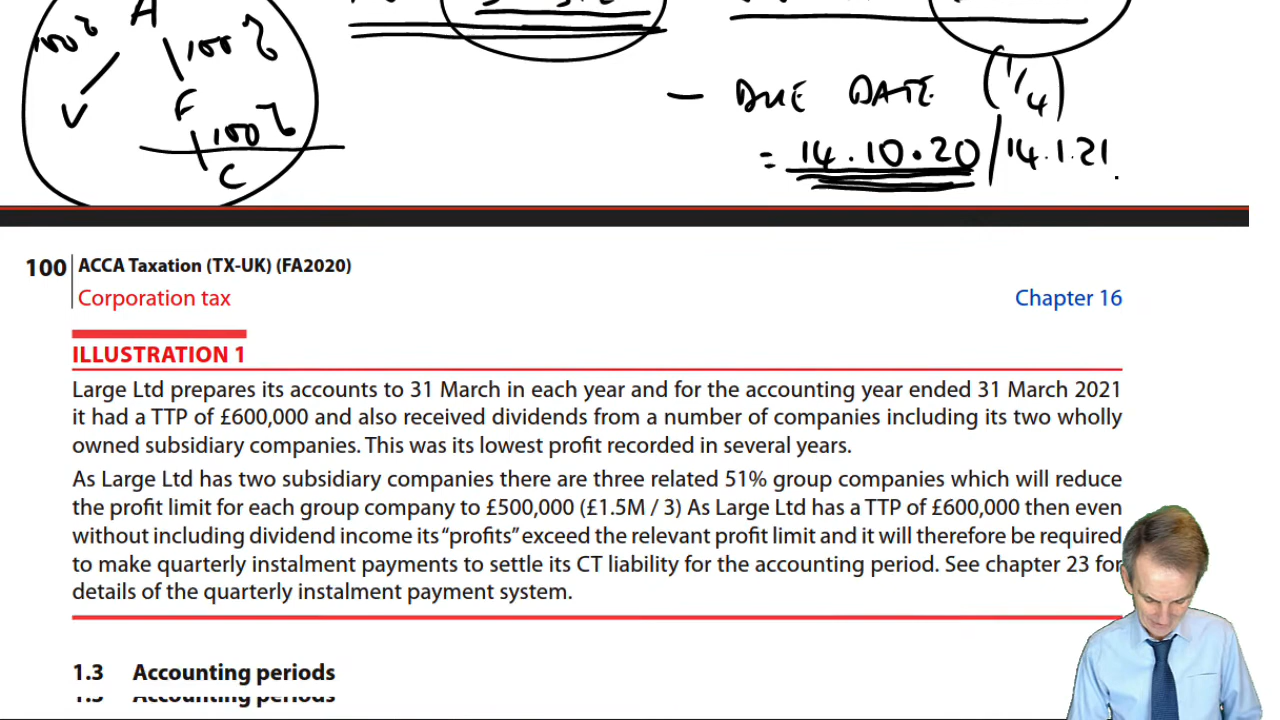 A
100%
100%
V
F
100%
C
- DUE DATE (1/4)
= 14.10.20/14.1.21
100 ACCA Taxation (TX-UK) (FA2020)
Corporation tax Chapter 16
ILLUSTRATION 1
Large Ltd prepares its accounts to 31 March in each year and for the accounting year ended 31 March 2021
it had a TTP of £600,000 and also received dividends from a number of companies including its two wholly
owned subsidiary companies. This was its lowest profit recorded in several years.
As Large Ltd has two subsidiary companies there are three related 51% group companies which will reduce
the profit limit for each group company to £500,000 (£1.5M / 3) As Large Ltd has a TTP of £600,000 then even
without including dividend income its "profits" exceed the relevant profit limit and it will therefore be required
to make quarterly instalment payments to settle its CT liability for the accounting period. See chapter 23 for
details of the quarterly instalment payment system.
1.3 Accounting periods